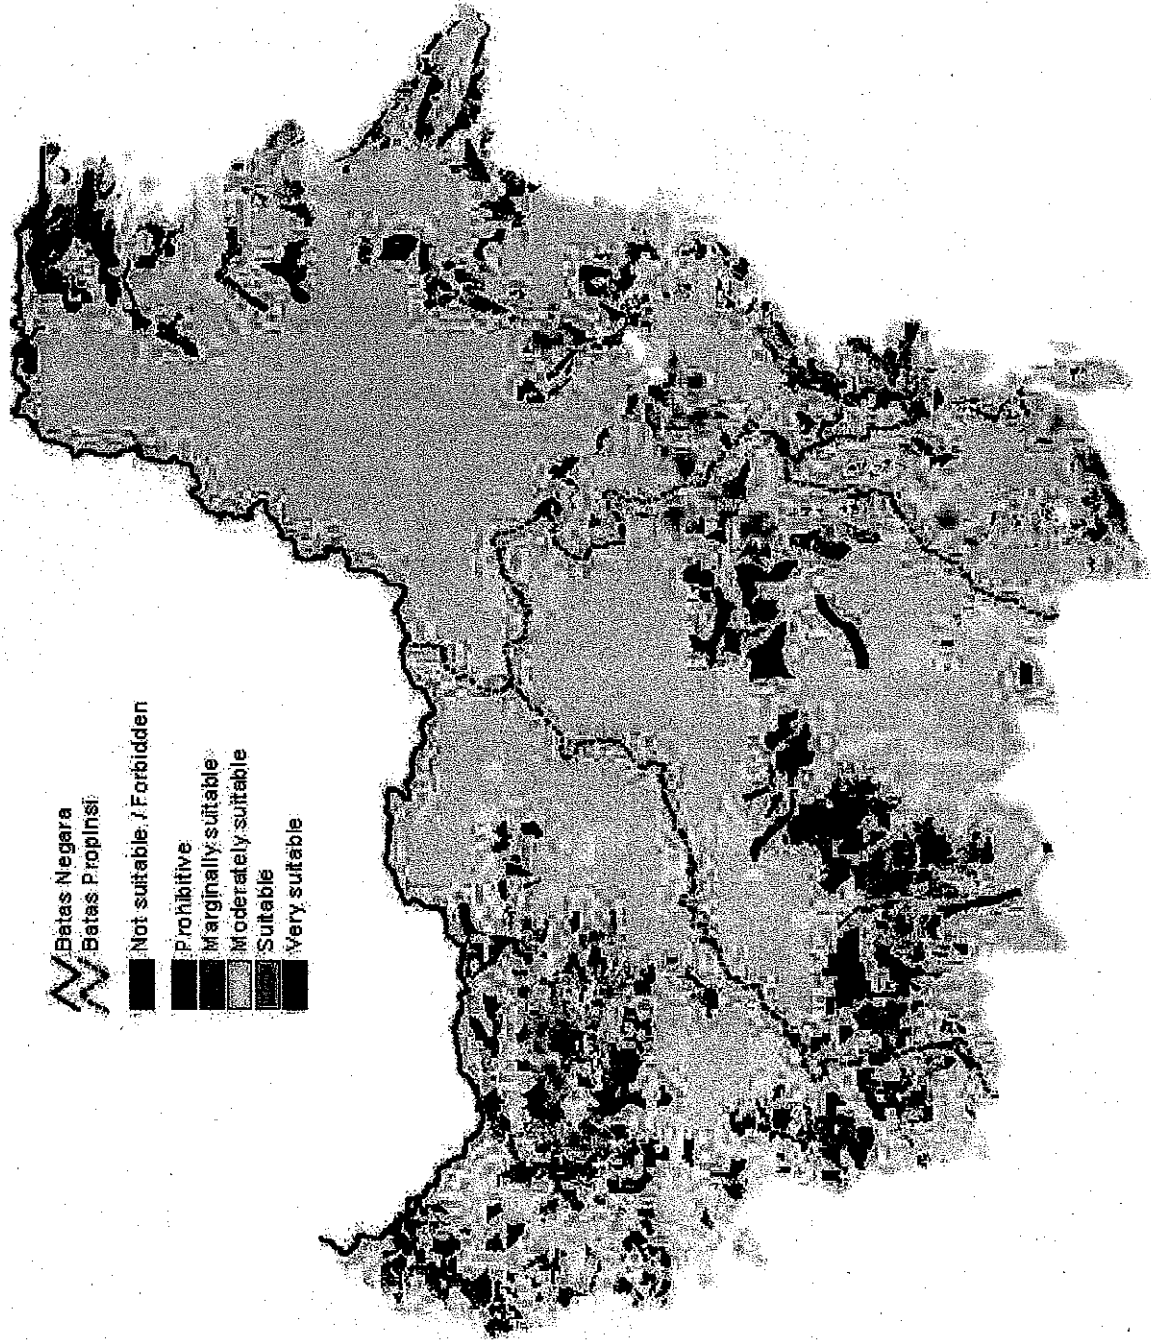 Batas Negara
Batas Propinsi
Not suitable / Forbidden
Prohibitive
Marginally suitable
Moderately suitable
Suitable
Very suitable